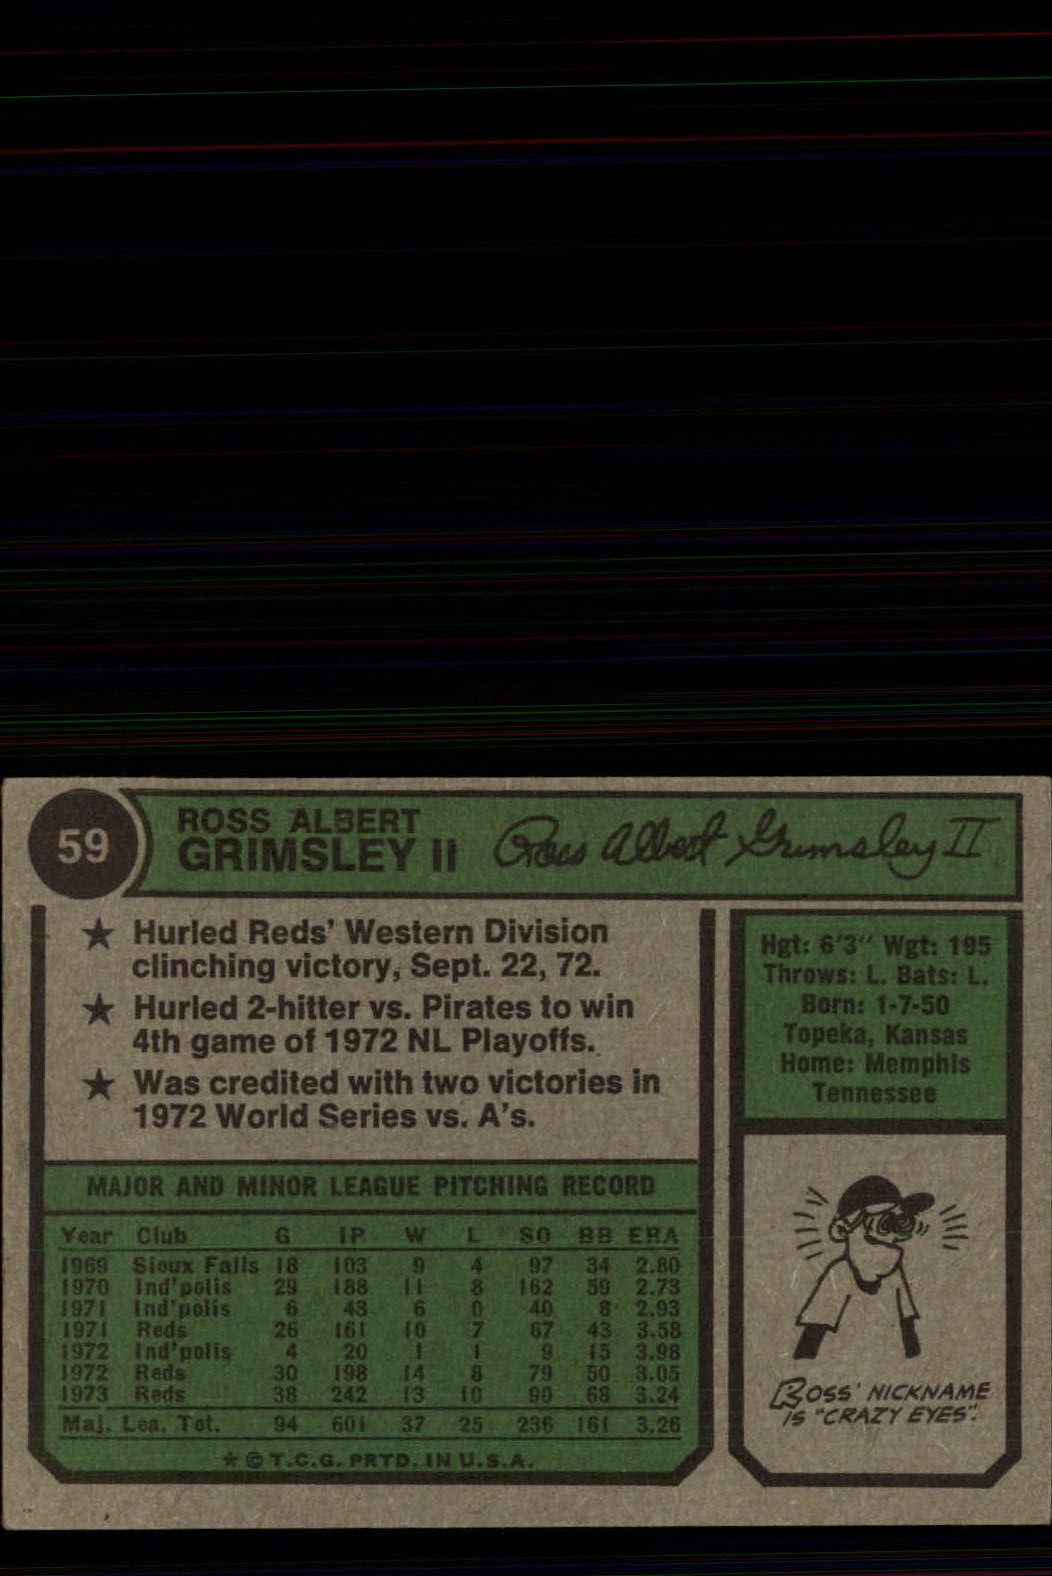 59
ROSS ALBERT
GRIMSLEY II
Ross Albert Grimsley II
★ Hurled Reds' Western Division
clinching victory, Sept. 22, 72.
★ Hurled 2-hitter vs. Pirates to win
4th game of 1972 NL Playoffs.
★ Was credited with two victories in
1972 World Series vs. A's.
Hgt: 6'3" Wgt: 195
Throws: L. Bats: L.
Born: 1-7-50
Topeka, Kansas
Home: Memphis
Tennessee
MAJOR AND MINOR LEAGUE PITCHING RECORD
Year Club G IP W L SO BB ERA
1969 Sioux Falls 18 103 9 4 97 34 2.80
1970 Ind'polis 29 188 11 8 162 59 2.73
1971 Ind'polis 6 43 6 0 40 8 2.93
1971 Reds 26 161 10 7 67 43 3.58
1972 Ind'polis 4 20 1 1 9 15 3.98
1972 Reds 30 198 14 8 79 50 3.05
1973 Reds 38 242 13 10 90 68 3.24
Maj. Lea. Tot. 94 601 37 25 236 161 3.26
★ © T.C.G. PRTD. IN U.S.A.
ROSS' NICKNAME
IS "CRAZY EYES".